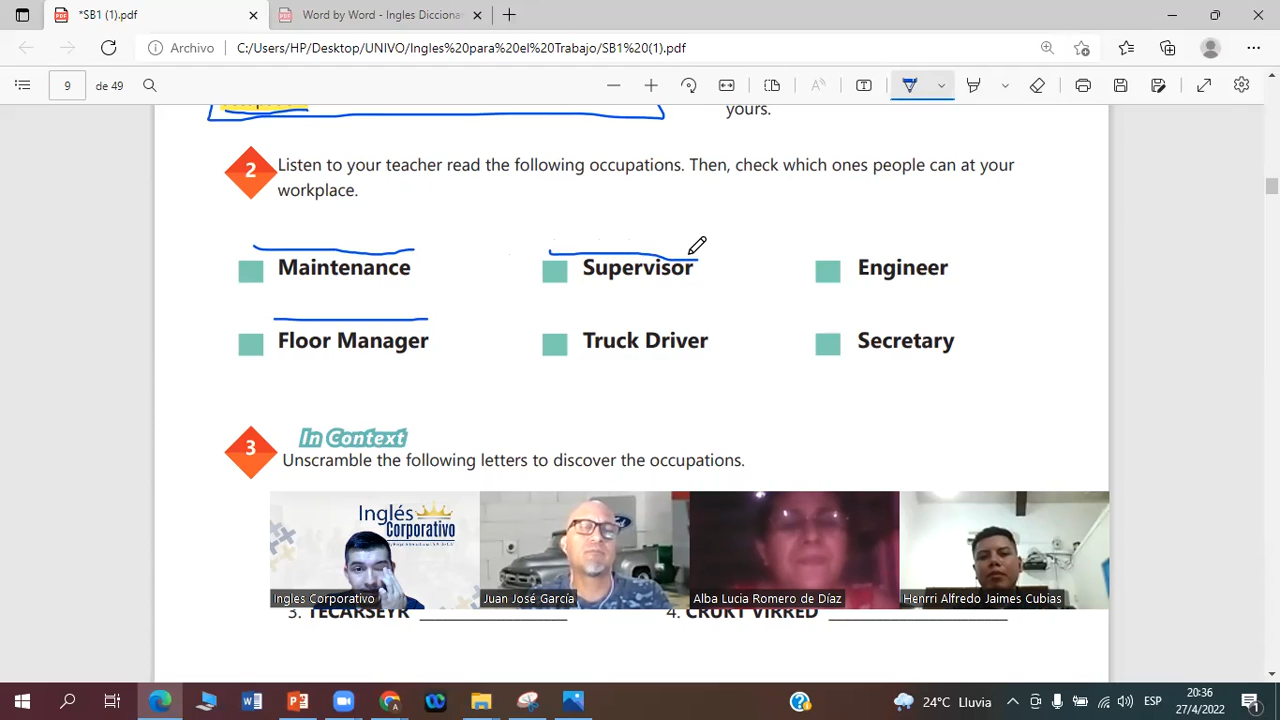 *SB1 (1).pdf
Word by Word - Ingles Dicciona
Archivo
C:/Users/HP/Desktop/UNIVO/Ingles%20para%20el%20Trabajo/SB1%20(1).pdf
9
de 49
yours.
2
Listen to your teacher read the following occupations. Then, check which ones people can at your
workplace.
Maintenance
Supervisor
Engineer
Floor Manager
Truck Driver
Secretary
3
In Context
Unscramble the following letters to discover the occupations.
Inglés
Corporativo
Ingles Corporativo
Juan José García
Alba Lucia Romero de Díaz
Henrri Alfredo Jaimes Cubias
3. TECARSEYR ________________
4. CRUKT VIRRED ___________________
24°C Lluvia
ESP
20:36
27/4/2022